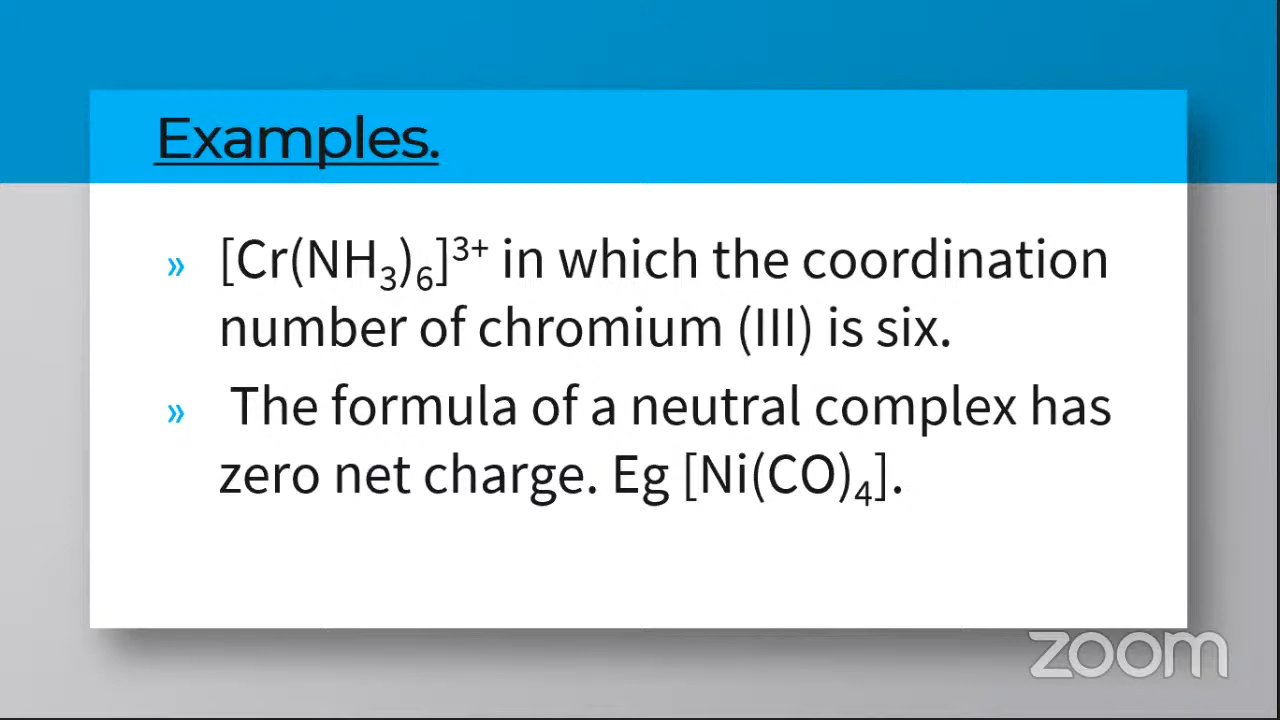 Examples.
» [Cr(NH₃)₆]³⁺ in which the coordination
number of chromium (III) is six.
» The formula of a neutral complex has
zero net charge. Eg [Ni(CO)₄].
zoom